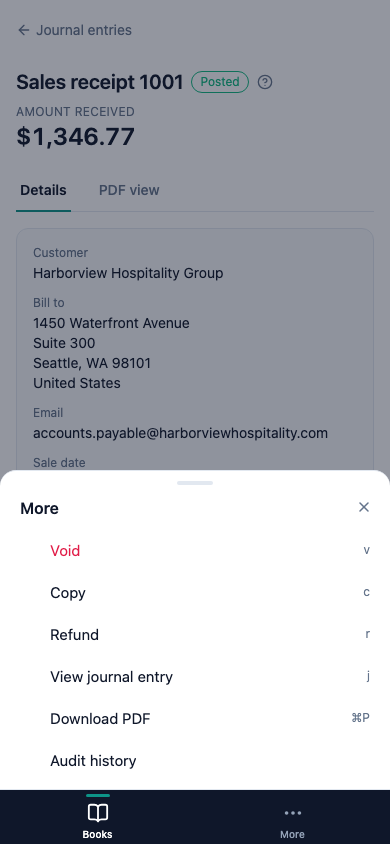 Journal entries
Sales receipt 1001 Posted
AMOUNT RECEIVED
$1,346.77
Details PDF view
Customer
Harborview Hospitality Group
Bill to
1450 Waterfront Avenue
Suite 300
Seattle, WA 98101
United States
Email
accounts.payable@harborviewhospitality.com
Sale date
More
Void v
Copy c
Refund r
View journal entry j
Download PDF ⌘P
Audit history
Books More